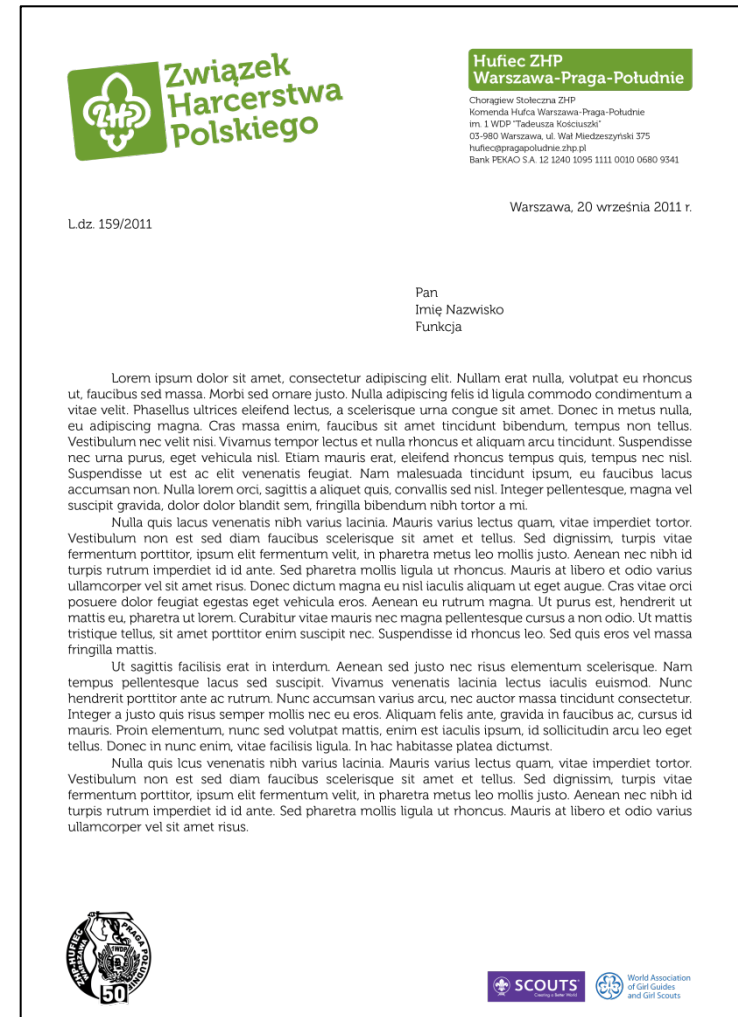 Związek
Harcerstwa
Polskiego
ZHP
Hufiec ZHP
Warszawa-Praga-Południe
Chorągiew Stołeczna ZHP
Komenda Hufca Warszawa-Praga-Południe
im. 1 WDP "Tadeusza Kościuszki"
03-980 Warszawa, ul. Wał Miedzeszyński 375
hufiec@pragapoludnie.zhp.pl
Bank PEKAO S.A. 12 1240 1095 1111 0010 0680 9341
Warszawa, 20 września 2011 r.
L.dz. 159/2011
Pan
Imię Nazwisko
Funkcja
Lorem ipsum dolor sit amet, consectetur adipiscing elit. Nullam erat nulla, volutpat eu rhoncus
ut, faucibus sed massa. Morbi sed ornare justo. Nulla adipiscing felis id ligula commodo condimentum a
vitae velit. Phasellus ultrices eleifend lectus, a scelerisque urna congue sit amet. Donec in metus nulla,
eu adipiscing magna. Cras massa enim, faucibus sit amet tincidunt bibendum, tempus non tellus.
Vestibulum nec velit nisi. Vivamus tempor lectus et nulla rhoncus et aliquam arcu tincidunt. Suspendisse
nec urna purus, eget vehicula nisl. Etiam mauris erat, eleifend rhoncus tempus quis, tempus nec nisl.
Suspendisse ut est ac elit venenatis feugiat. Nam malesuada tincidunt ipsum, eu faucibus lacus
accumsan non. Nulla lorem orci, sagittis a aliquet quis, convallis sed nisl. Integer pellentesque, magna vel
suscipit gravida, dolor dolor blandit sem, fringilla bibendum nibh tortor a mi.
Nulla quis lacus venenatis nibh varius lacinia. Mauris varius lectus quam, vitae imperdiet tortor.
Vestibulum non est sed diam faucibus scelerisque sit amet et tellus. Sed dignissim, turpis vitae
fermentum porttitor, ipsum elit fermentum velit, in pharetra metus leo mollis justo. Aenean nec nibh id
turpis rutrum imperdiet id id ante. Sed pharetra mollis ligula ut rhoncus. Mauris at libero et odio varius
ullamcorper vel sit amet risus. Donec dictum magna eu nisl iaculis aliquam ut eget augue. Cras vitae orci
posuere dolor feugiat egestas eget vehicula eros. Aenean eu rutrum magna. Ut purus est, hendrerit ut
mattis eu, pharetra ut lorem. Curabitur vitae mauris nec magna pellentesque cursus a non odio. Ut mattis
tristique tellus, sit amet porttitor enim suscipit nec. Suspendisse id rhoncus leo. Sed quis eros vel massa
fringilla mattis.
Ut sagittis facilisis erat in interdum. Aenean sed justo nec risus elementum scelerisque. Nam
tempus pellentesque lacus sed suscipit. Vivamus venenatis lacinia lectus iaculis euismod. Nunc
hendrerit porttitor ante ac rutrum. Nunc accumsan varius arcu, nec auctor massa tincidunt consectetur.
Integer a justo quis risus semper mollis nec eu eros. Aliquam felis ante, gravida in faucibus ac, cursus id
mauris. Proin elementum, nunc sed volutpat mattis, enim est iaculis ipsum, id sollicitudin arcu leo eget
tellus. Donec in nunc enim, vitae facilisis ligula. In hac habitasse platea dictumst.
Nulla quis lcus venenatis nibh varius lacinia. Mauris varius lectus quam, vitae imperdiet tortor.
Vestibulum non est sed diam faucibus scelerisque sit amet et tellus. Sed dignissim, turpis vitae
fermentum porttitor, ipsum elit fermentum velit, in pharetra metus leo mollis justo. Aenean nec nibh id
turpis rutrum imperdiet id id ante. Sed pharetra mollis ligula ut rhoncus. Mauris at libero et odio varius
ullamcorper vel sit amet risus.
ZHP-HUFIEC
WARSZAWA
PRAGA POŁUDNIE
1WDP
50
SCOUTS
Creating a Better World
World Association
of Girl Guides
and Girl Scouts